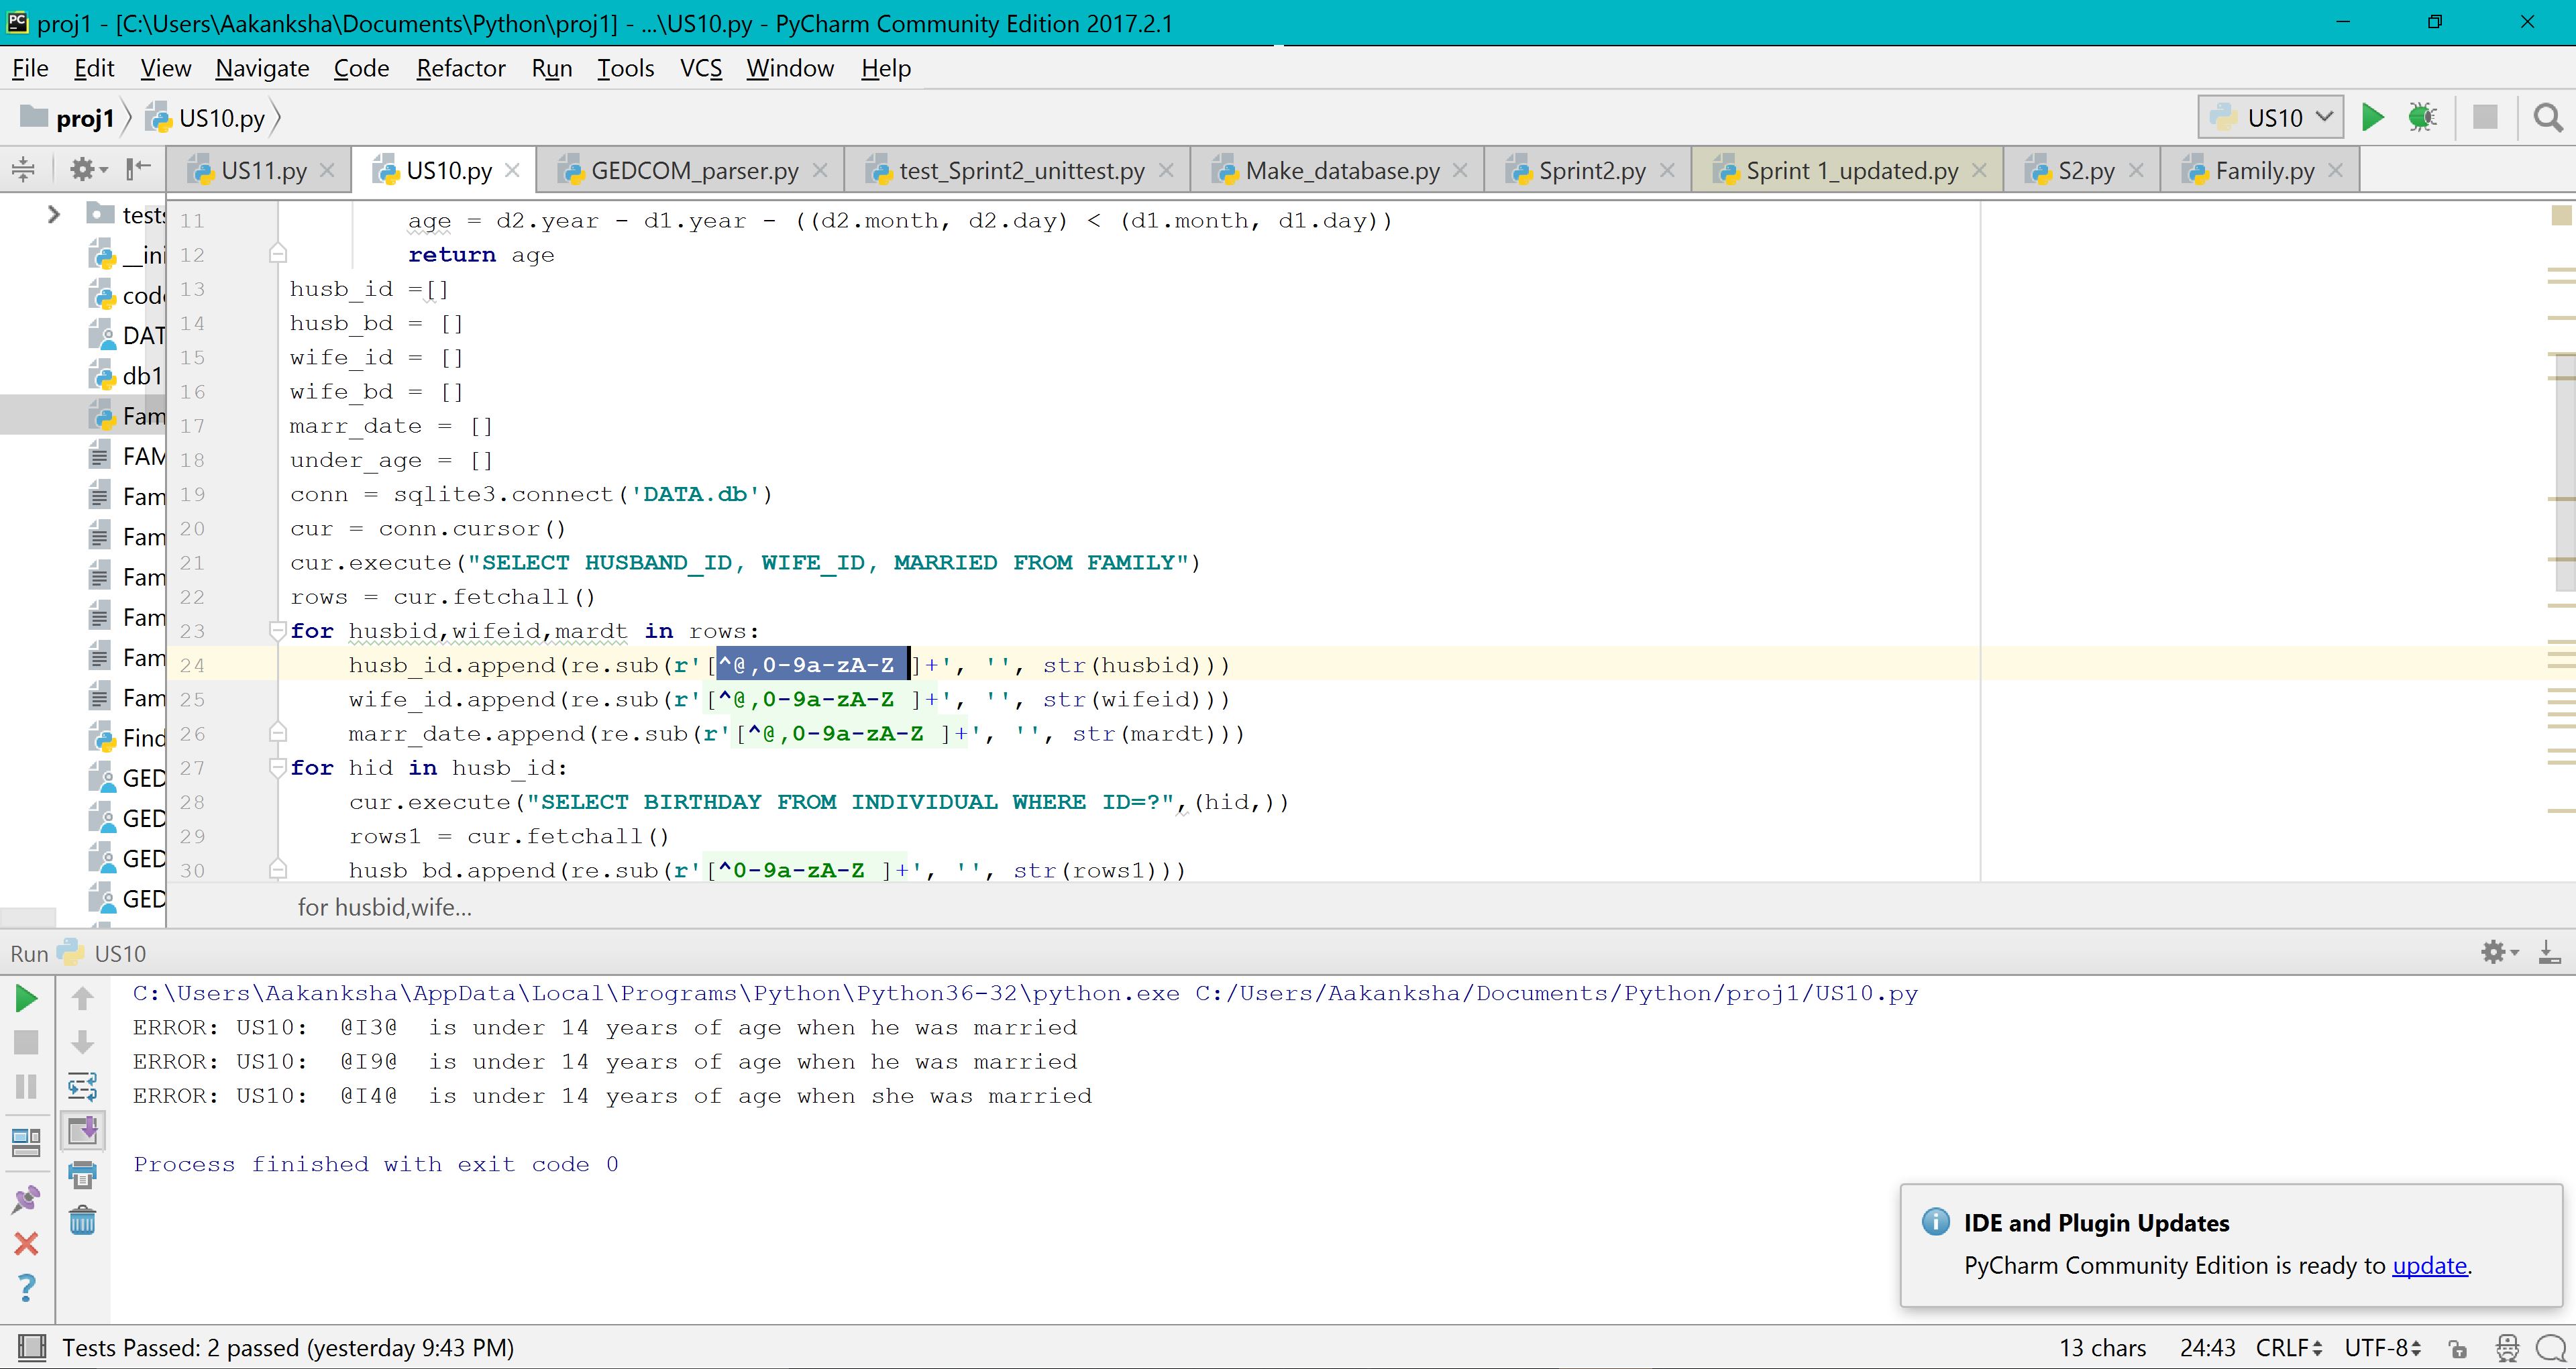 proj1 - [C:\Users\Aakanksha\Documents\Python\proj1] - ...\US10.py - PyCharm Community Edition 2017.2.1
File Edit View Navigate Code Refactor Run Tools VCS Window Help
proj1 US10.py US10
US11.py US10.py GEDCOM_parser.py test_Sprint2_unittest.py Make_database.py Sprint2.py Sprint 1_updated.py S2.py Family.py
tests
__ini
code
DAT
db1
Fam
FAM
Fam
Fam
Fam
Fam
Fam
Fam
Find
GED
GED
GED
GED
11 age = d2.year - d1.year - ((d2.month, d2.day) < (d1.month, d1.day))
12 return age
13 husb_id =[]
14 husb_bd = []
15 wife_id = []
16 wife_bd = []
17 marr_date = []
18 under_age = []
19 conn = sqlite3.connect('DATA.db')
20 cur = conn.cursor()
21 cur.execute("SELECT HUSBAND_ID, WIFE_ID, MARRIED FROM FAMILY")
22 rows = cur.fetchall()
23 for husbid,wifeid,mardt in rows:
24 husb_id.append(re.sub(r'[^@,0-9a-zA-Z ]+', '', str(husbid)))
25 wife_id.append(re.sub(r'[^@,0-9a-zA-Z ]+', '', str(wifeid)))
26 marr_date.append(re.sub(r'[^@,0-9a-zA-Z ]+', '', str(mardt)))
27 for hid in husb_id:
28 cur.execute("SELECT BIRTHDAY FROM INDIVIDUAL WHERE ID=?",(hid,))
29 rows1 = cur.fetchall()
30 husb_bd.append(re.sub(r'[^0-9a-zA-Z ]+', '', str(rows1)))
for husbid,wife...
Run US10
C:\Users\Aakanksha\AppData\Local\Programs\Python\Python36-32\python.exe C:/Users/Aakanksha/Documents/Python/proj1/US10.py
ERROR: US10: @I3@ is under 14 years of age when he was married
ERROR: US10: @I9@ is under 14 years of age when he was married
ERROR: US10: @I4@ is under 14 years of age when she was married
Process finished with exit code 0
IDE and Plugin Updates
PyCharm Community Edition is ready to update.
Tests Passed: 2 passed (yesterday 9:43 PM) 13 chars 24:43 CRLF UTF-8